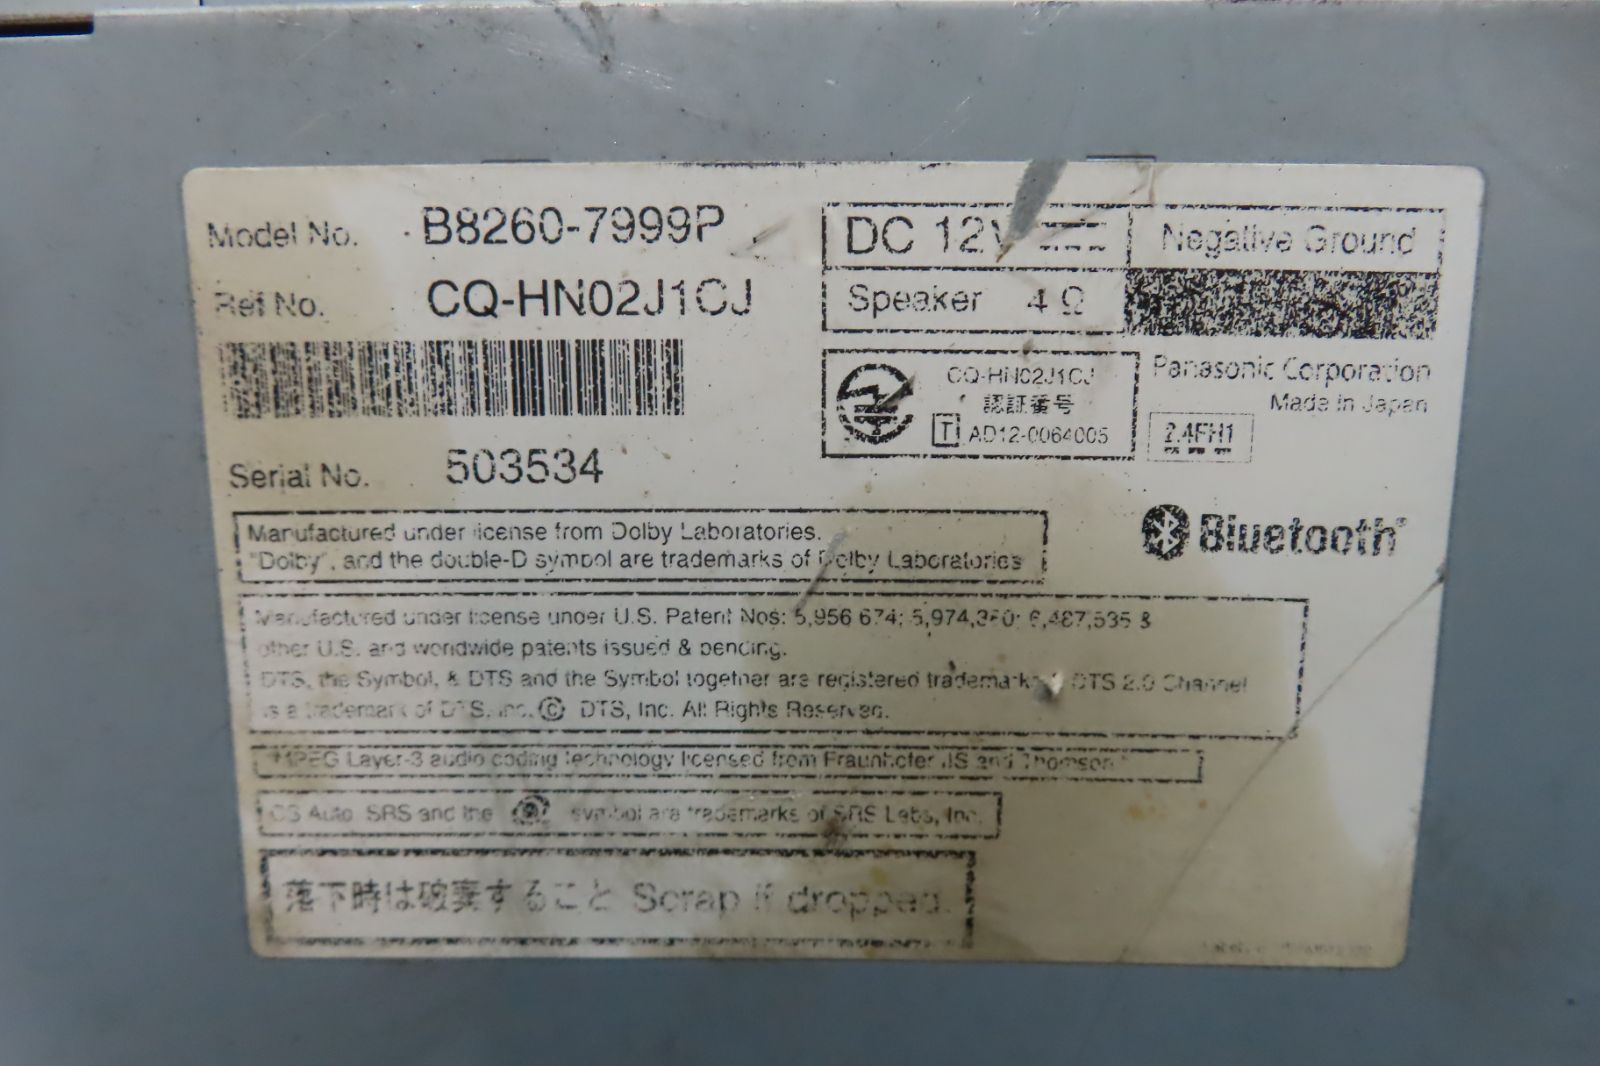 Model No. B8260-7999P
Ref No. CQ-HN02J1CJ
Serial No. 503534
DC 12V Negative Ground
Speaker 4 Ω
CQ-HN02J1CJ
認証番号
T AD12-0064005
Panasonic Corporation
Made in Japan
2.4FH1
Bluetooth®
Manufactured under license from Dolby Laboratories.
"Dolby", and the double-D symbol are trademarks of Dolby Laboratories
Manufactured under license under U.S. Patent Nos: 5,956,674; 5,974,380; 6,487,535 &
other U.S. and worldwide patents issued & pending.
DTS, the Symbol, & DTS and the Symbol together are registered trademarks & DTS 2.0 Channel
is a trademark of DTS, Inc. © DTS, Inc. All Rights Reserved.
"MPEG Layer-3 audio coding technology licensed from Fraunhofer IIS and Thomson."
CS Auto, SRS and the symbol are trademarks of SRS Labs, Inc.
落下時は破棄すること Scrap if dropped.